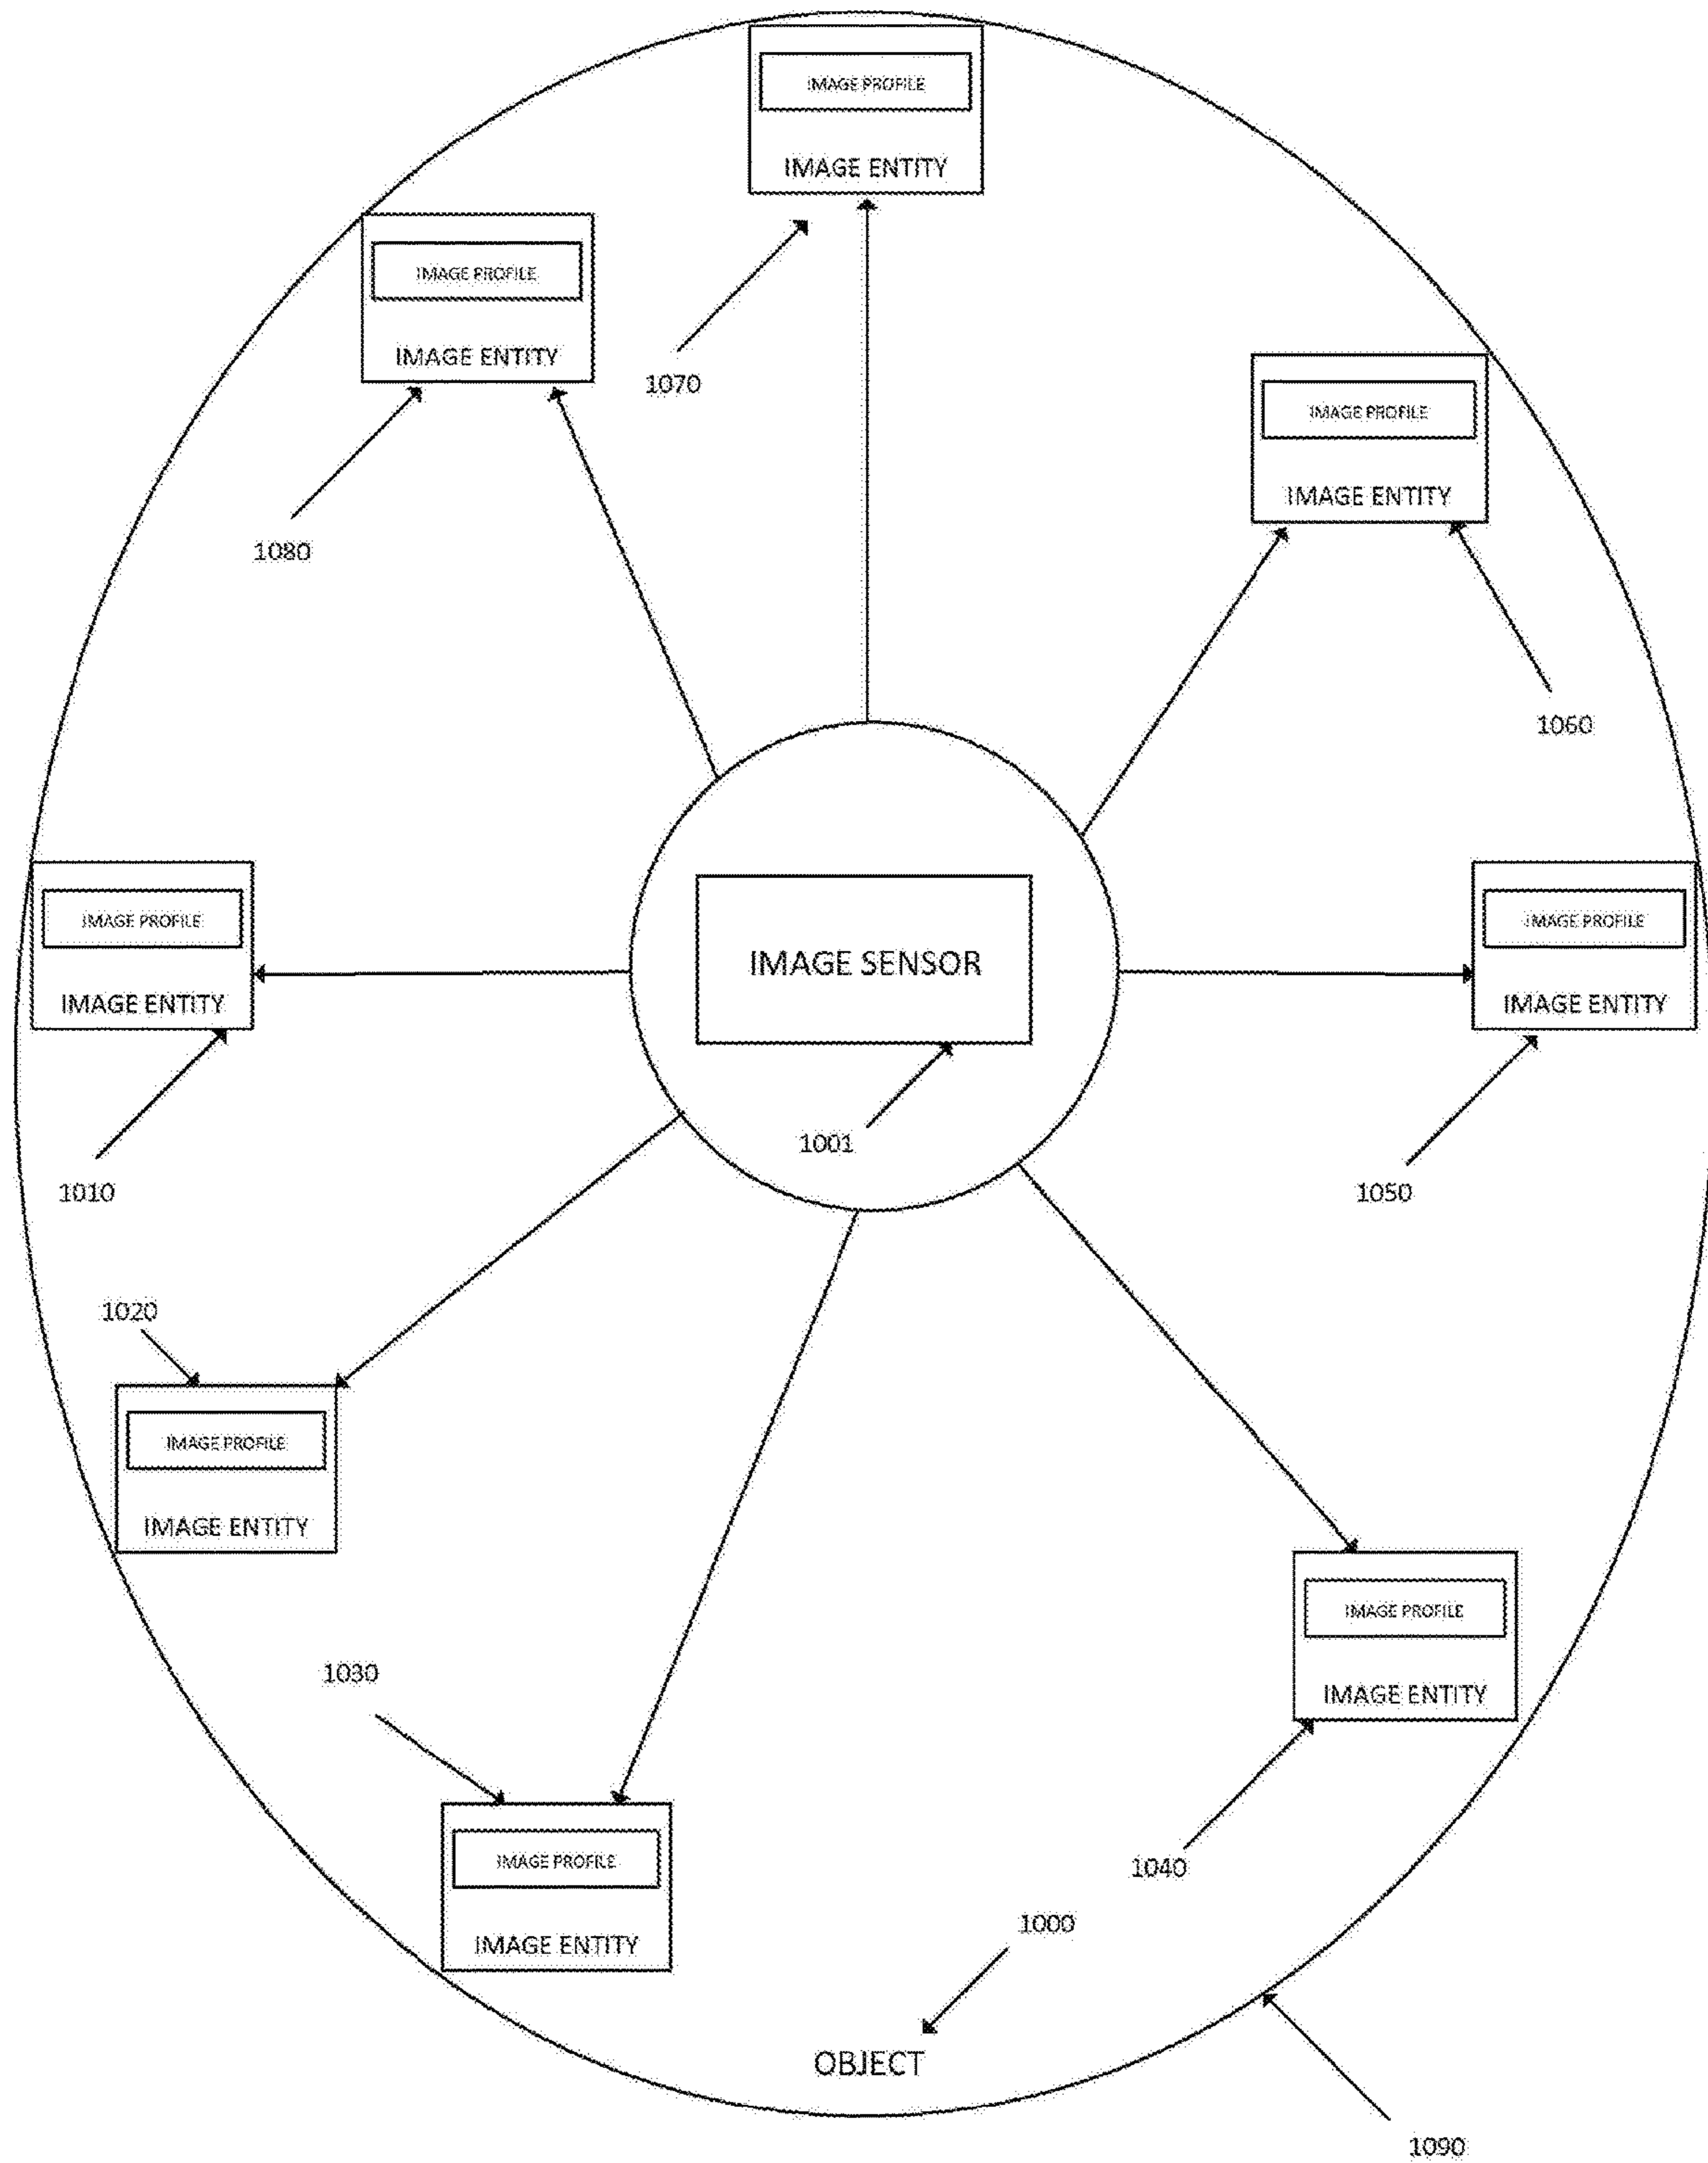 IMAGE PROFILE
IMAGE ENTITY
1070
IMAGE PROFILE
IMAGE ENTITY
1080
IMAGE PROFILE
IMAGE ENTITY
1060
IMAGE PROFILE
IMAGE ENTITY
1010
IMAGE SENSOR
1001
IMAGE PROFILE
IMAGE ENTITY
1050
1020
IMAGE PROFILE
IMAGE ENTITY
IMAGE PROFILE
IMAGE ENTITY
1040
1030
IMAGE PROFILE
IMAGE ENTITY
1000
OBJECT
1090